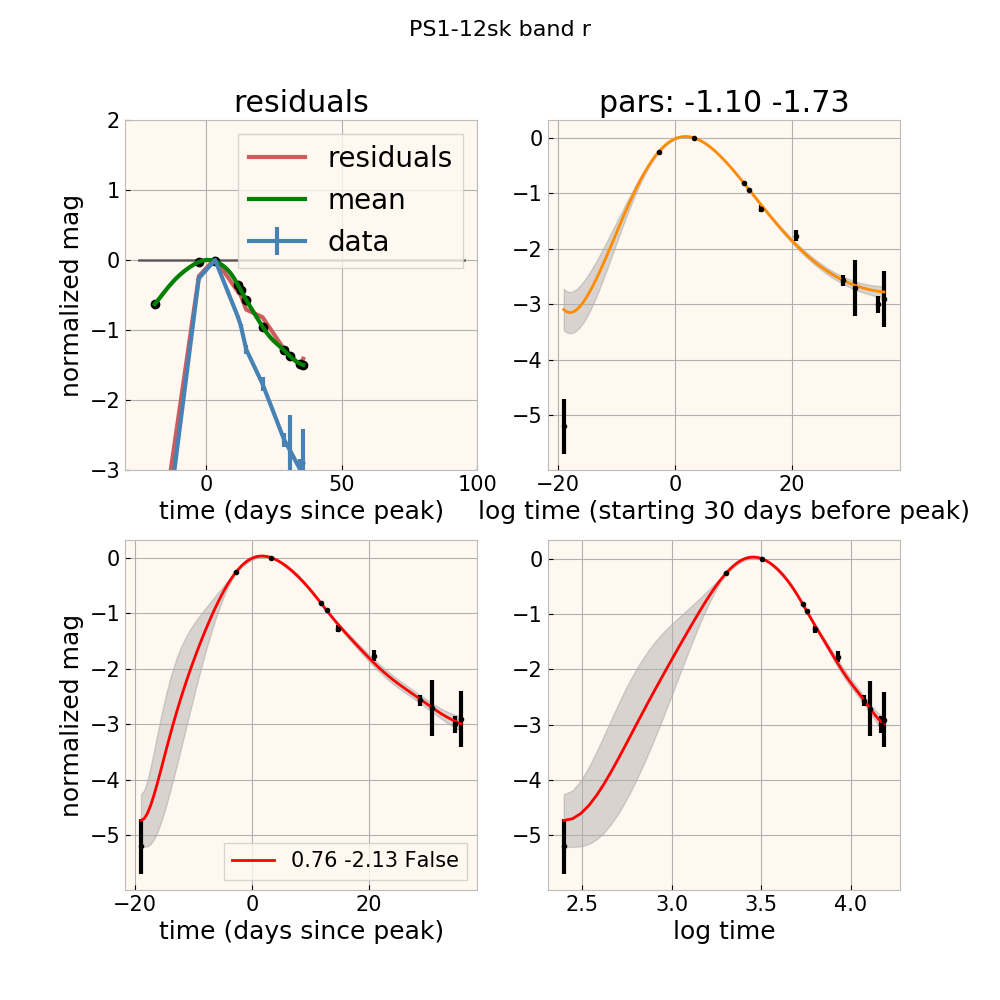 PS1-12sk band r
residuals
normalized mag
2
1
0
−1
−2
−3
residuals
mean
data
0
50
100
time (days since peak)
pars: -1.10 -1.73
0
−1
−2
−3
−4
−5
−20
0
20
log time (starting 30 days before peak)
normalized mag
0
−1
−2
−3
−4
−5
0.76 -2.13 False
−20
0
20
time (days since peak)
0
−1
−2
−3
−4
−5
2.5
3.0
3.5
4.0
log time